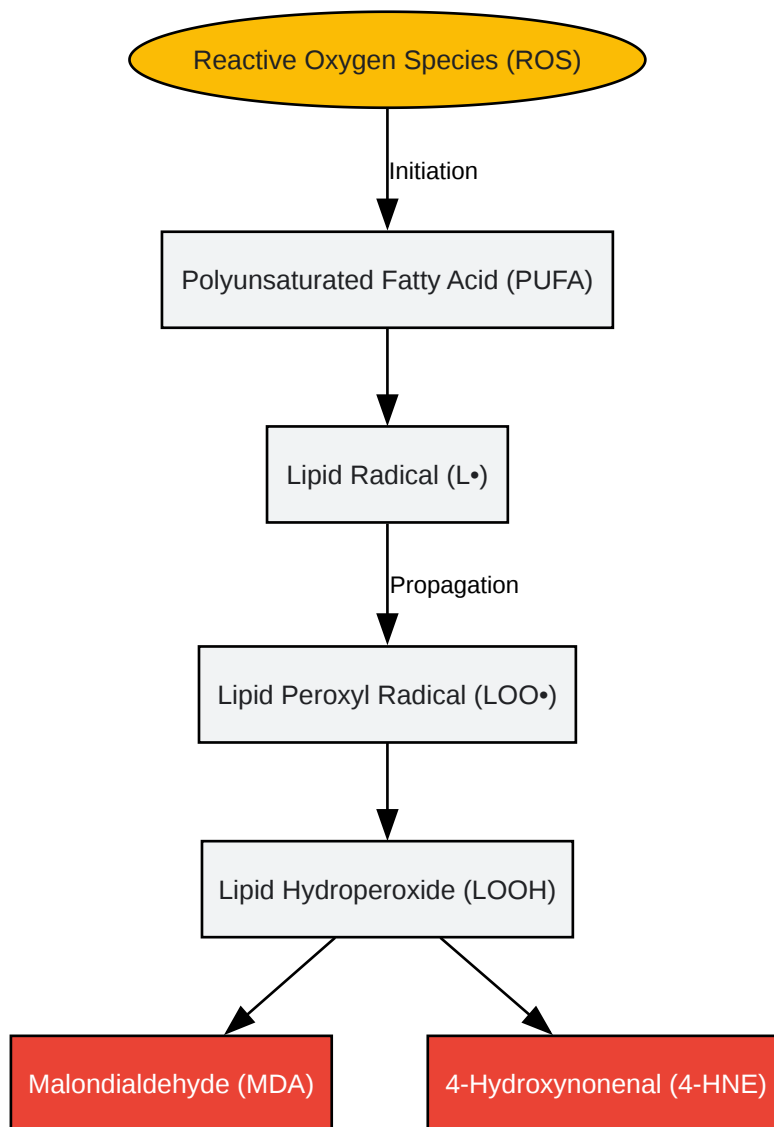 Reactive Oxygen Species (ROS)
Initiation
Polyunsaturated Fatty Acid (PUFA)
Lipid Radical (L•)
Propagation
Lipid Peroxyl Radical (LOO•)
Lipid Hydroperoxide (LOOH)
Malondialdehyde (MDA)
4-Hydroxynonenal (4-HNE)